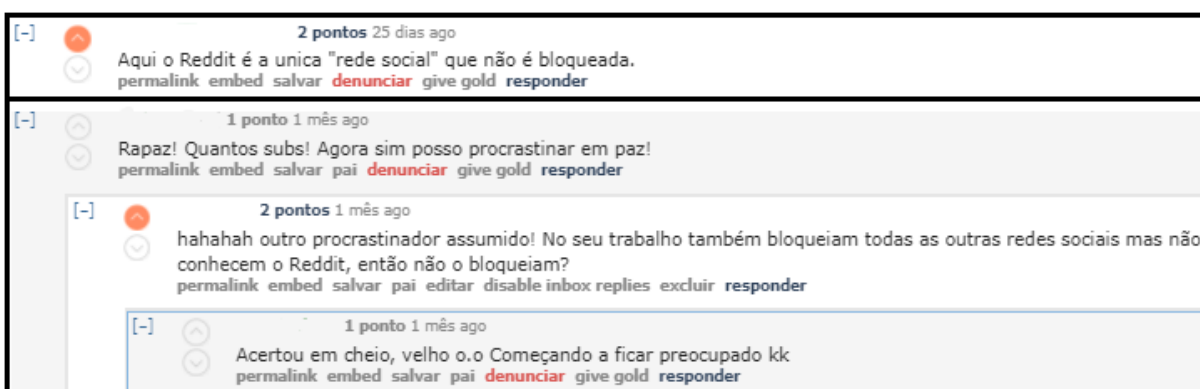 [-] 2 pontos 25 dias ago
Aqui o Reddit é a unica "rede social" que não é bloqueada.
permalink embed salvar denunciar give gold responder
[-] 1 ponto 1 mês ago
Rapaz! Quantos subs! Agora sim posso procrastinar em paz!
permalink embed salvar pai denunciar give gold responder
[-] 2 pontos 1 mês ago
hahahah outro procrastinador assumido! No seu trabalho também bloqueiam todas as outras redes sociais mas não
conhecem o Reddit, então não o bloqueiam?
permalink embed salvar pai editar disable inbox replies excluir responder
[-] 1 ponto 1 mês ago
Acertou em cheio, velho o.o Começando a ficar preocupado kk
permalink embed salvar pai denunciar give gold responder